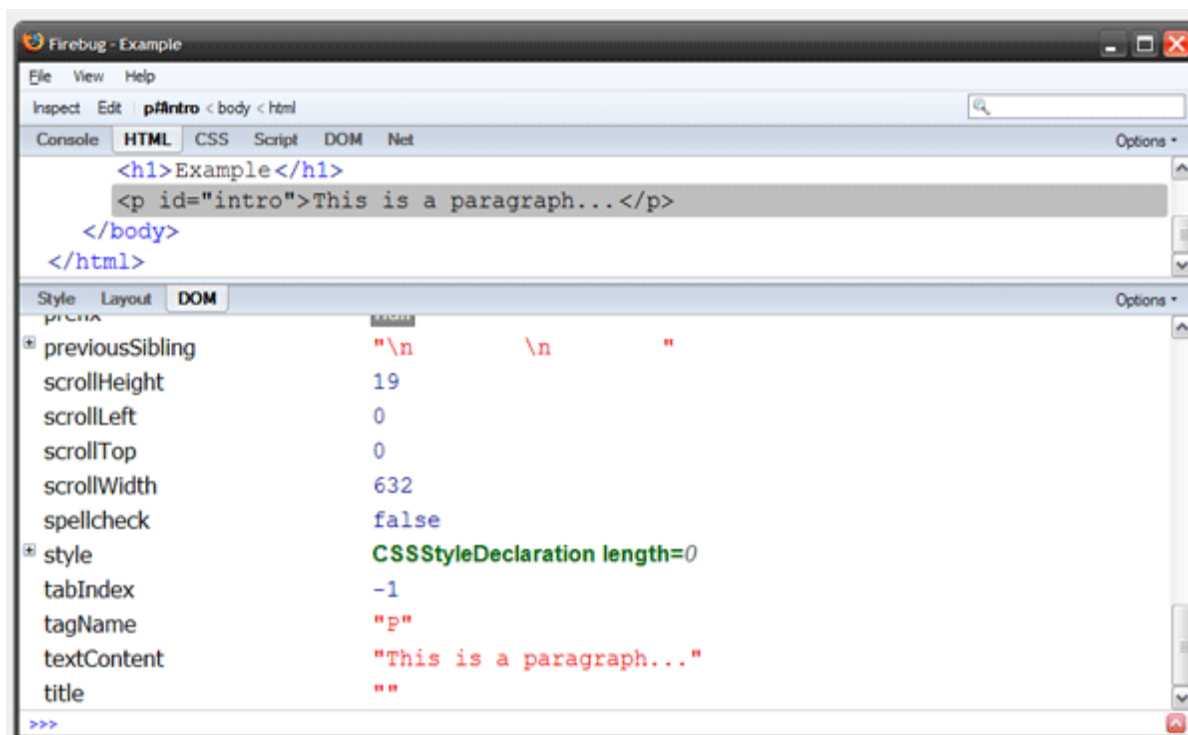 Firebug - Example
File View Help
Inspect Edit p#intro < body < html
Console HTML CSS Script DOM Net Options
<h1>Example</h1>
<p id="intro">This is a paragraph...</p>
</body>
</html>
Style Layout DOM Options
prefix null
previousSibling "\n \n "
scrollHeight 19
scrollLeft 0
scrollTop 0
scrollWidth 632
spellcheck false
style CSSStyleDeclaration length=0
tabIndex -1
tagName "P"
textContent "This is a paragraph..."
title ""
>>>